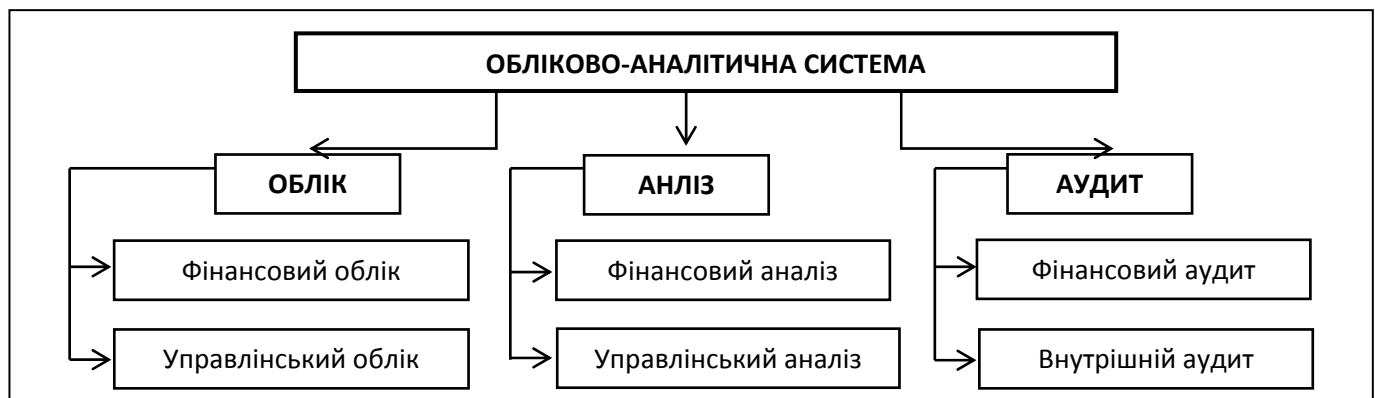 ОБЛІКОВО-АНАЛІТИЧНА СИСТЕМА
ОБЛІК
АНЛІЗ
АУДИТ
Фінансовий облік
Фінансовий аналіз
Фінансовий аудит
Управлінський облік
Управлінський аналіз
Внутрішній аудит